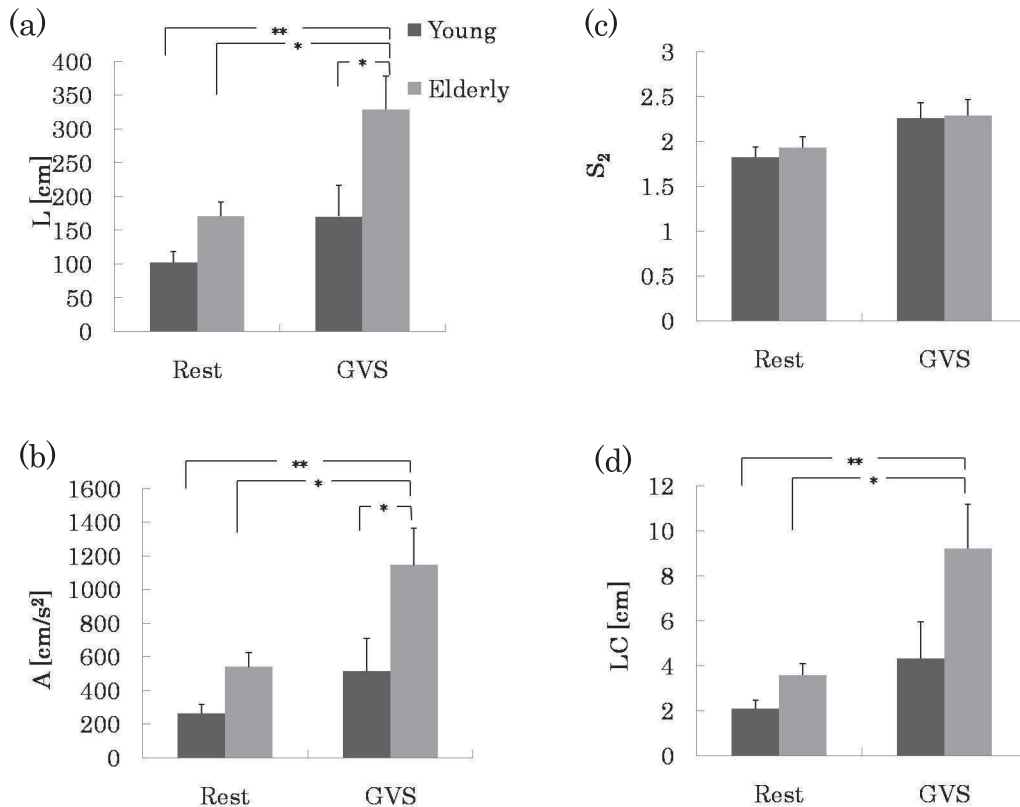 (a)
** Young
*
* Elderly
L [cm]
400
350
300
250
200
150
100
50
0
Rest GVS
(c)
S₂
3
2.5
2
1.5
1
0.5
0
Rest GVS
(b)
**
*
*
A [cm/s²]
1600
1400
1200
1000
800
600
400
200
0
Rest GVS
(d)
**
*
LC [cm]
12
10
8
6
4
2
0
Rest GVS